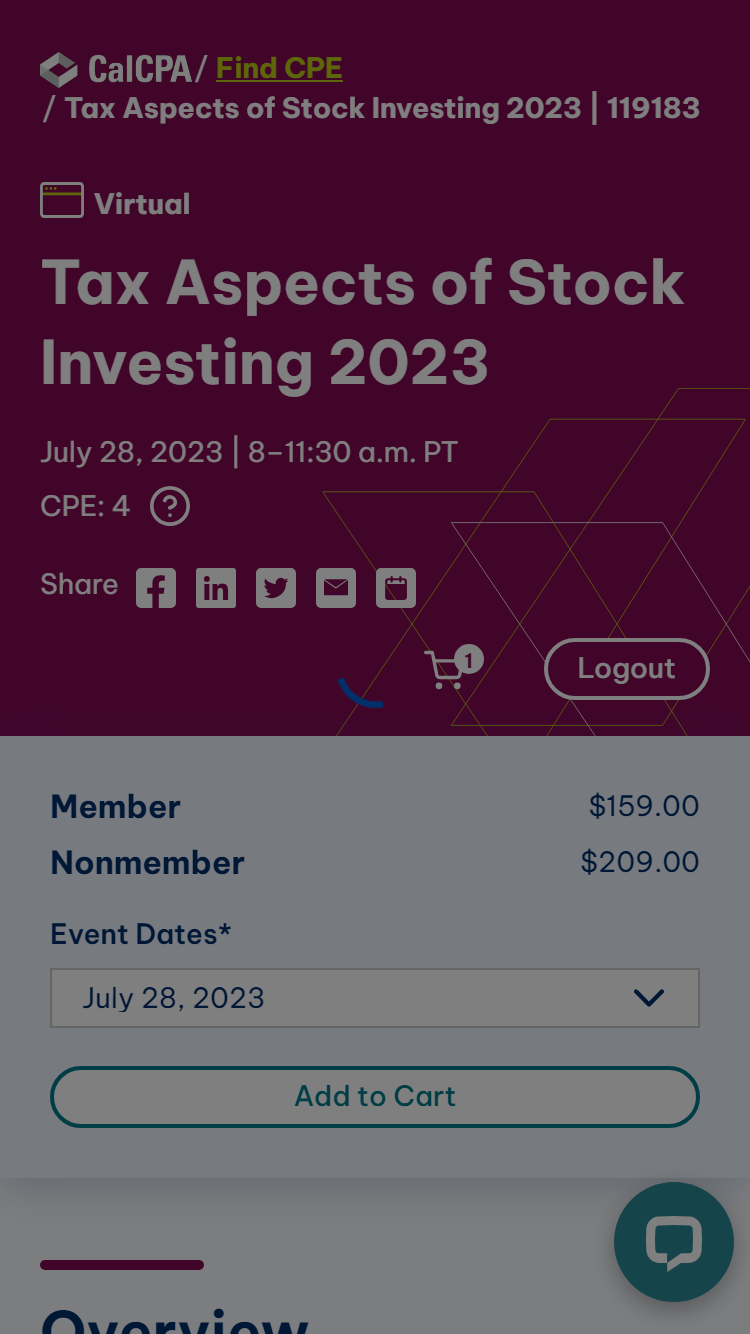 CalCPA / Find CPE
/ Tax Aspects of Stock Investing 2023 | 119183
Virtual
Tax Aspects of Stock
Investing 2023
July 28, 2023 | 8–11:30 a.m. PT
CPE: 4 ?
Share
1
Logout
Member $159.00
Nonmember $209.00
Event Dates*
July 28, 2023
Add to Cart
Overview